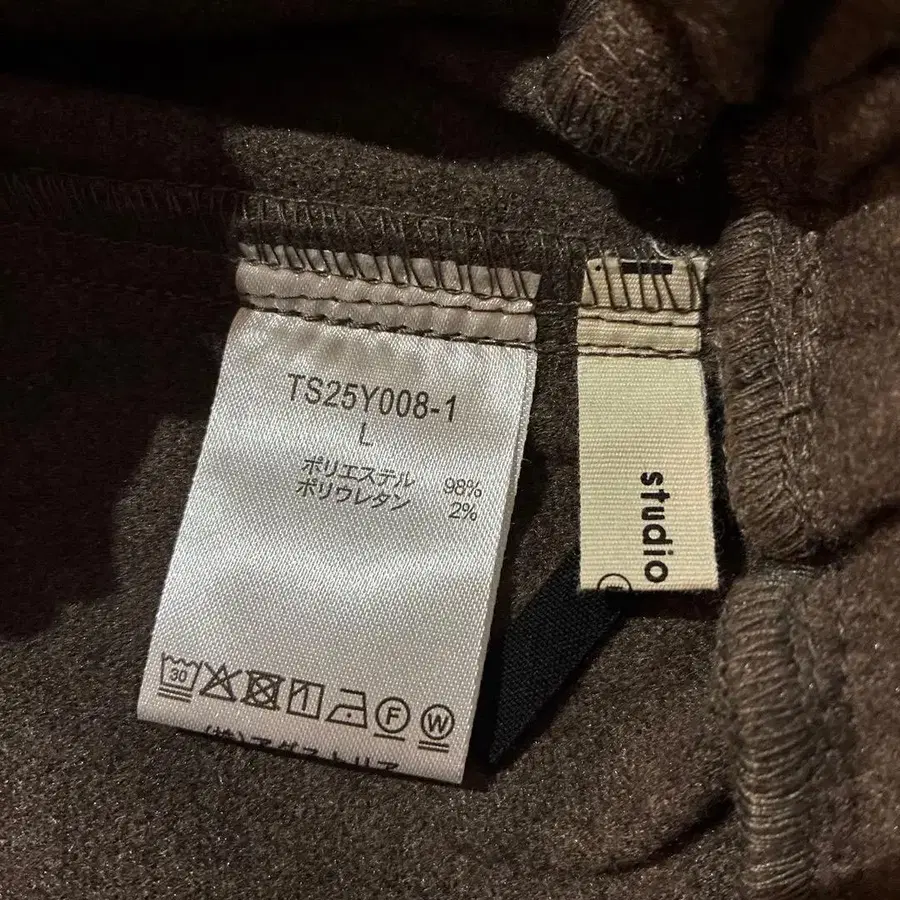 TS25Y008-1
L
ポリエステル 98%
ポリウレタン 2%
30
F
W
studio